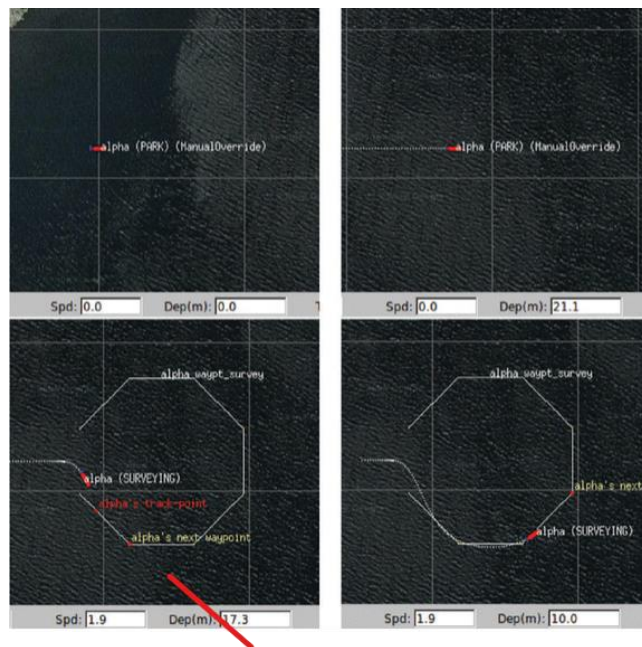 alpha (PARK) (ManualOverride)
Spd: 0.0 Dep(m): 0.0
alpha (PARK) (ManualOverride)
Spd: 0.0 Dep(m): 21.1
alpha waypt_survey
alpha (SURVEYING)
alpha's track-point
alpha's next waypoint
Spd: 1.9 Dep(m): 17.3
alpha waypt_survey
alpha's next
alpha (SURVEYING)
Spd: 1.9 Dep(m): 10.0